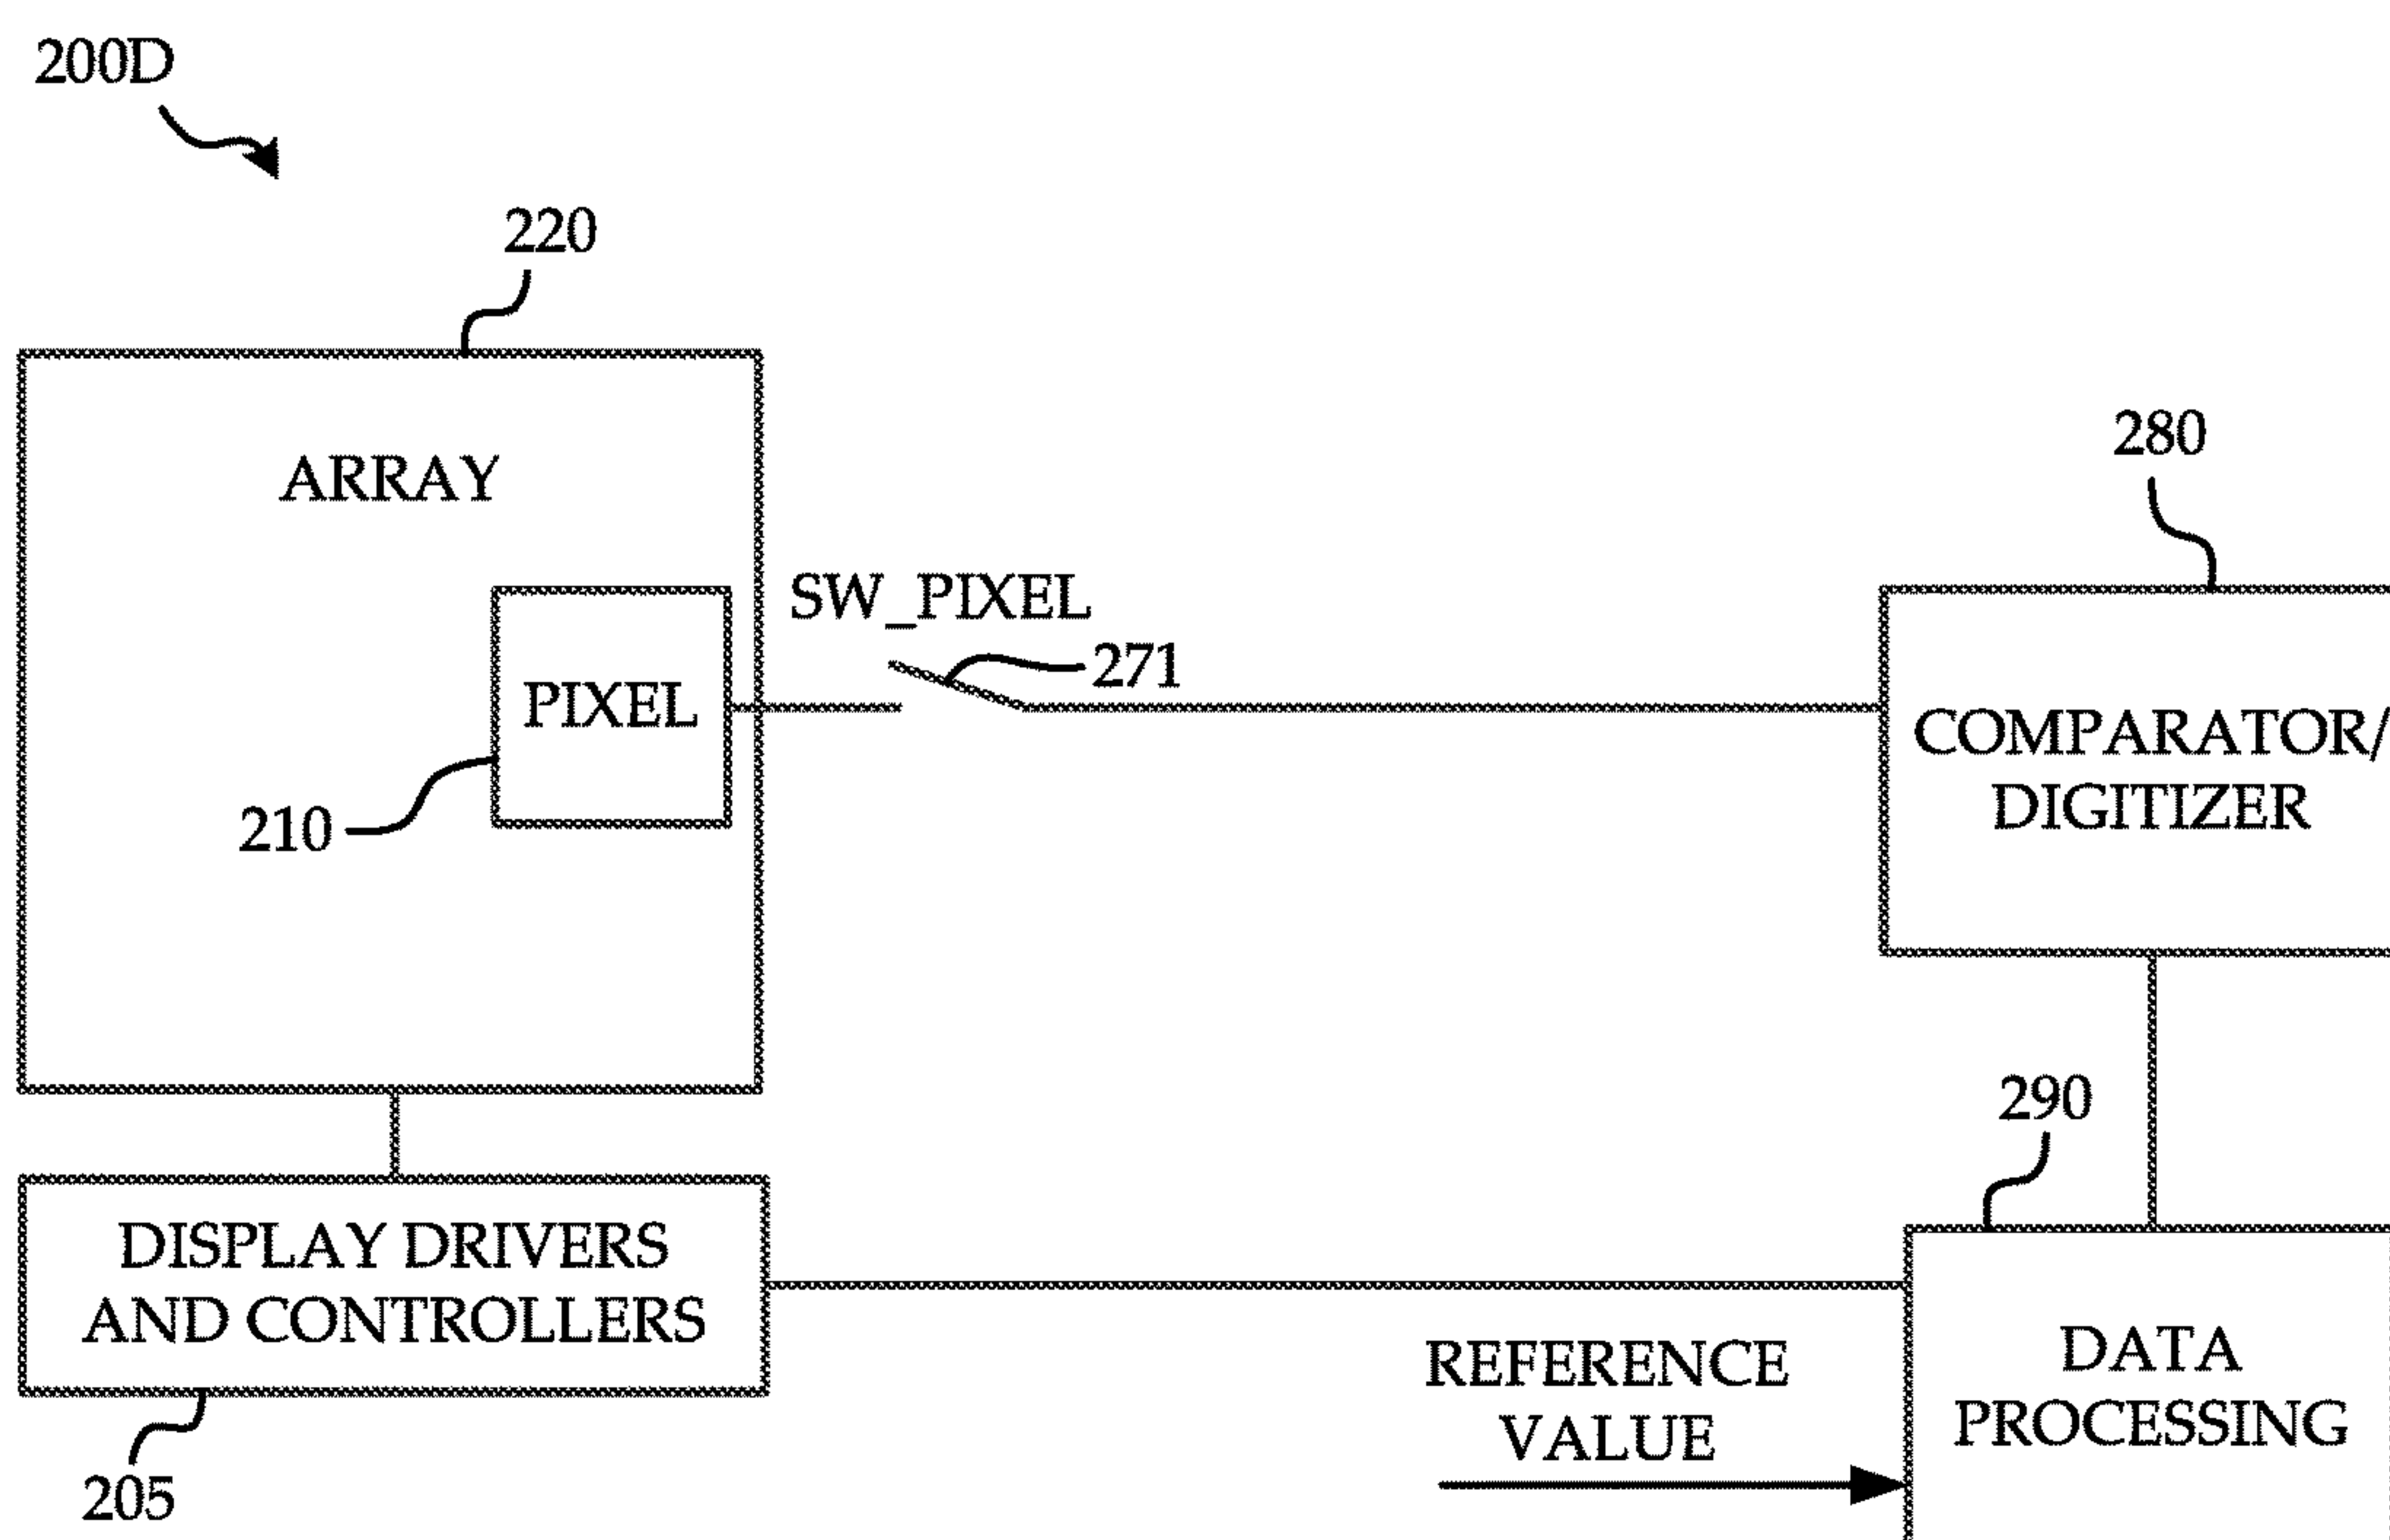 200D
220
ARRAY
280
SW_PIXEL
271
PIXEL
COMPARATOR/
DIGITIZER
210
290
DISPLAY DRIVERS
AND CONTROLLERS
REFERENCE
VALUE
DATA
PROCESSING
205